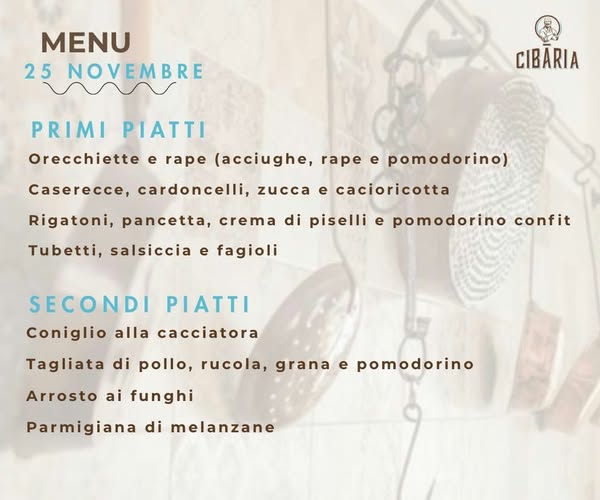 MENU
25 NOVEMBRE
CIBÀRIA
PRIMI PIATTI
Orecchiette e rape (acciughe, rape e pomodorino)
Caserecce, cardoncelli, zucca e cacioricotta
Rigatoni, pancetta, crema di piselli e pomodorino confit
Tubetti, salsiccia e fagioli
SECONDI PIATTI
Coniglio alla cacciatora
Tagliata di pollo, rucola, grana e pomodorino
Arrosto ai funghi
Parmigiana di melanzane